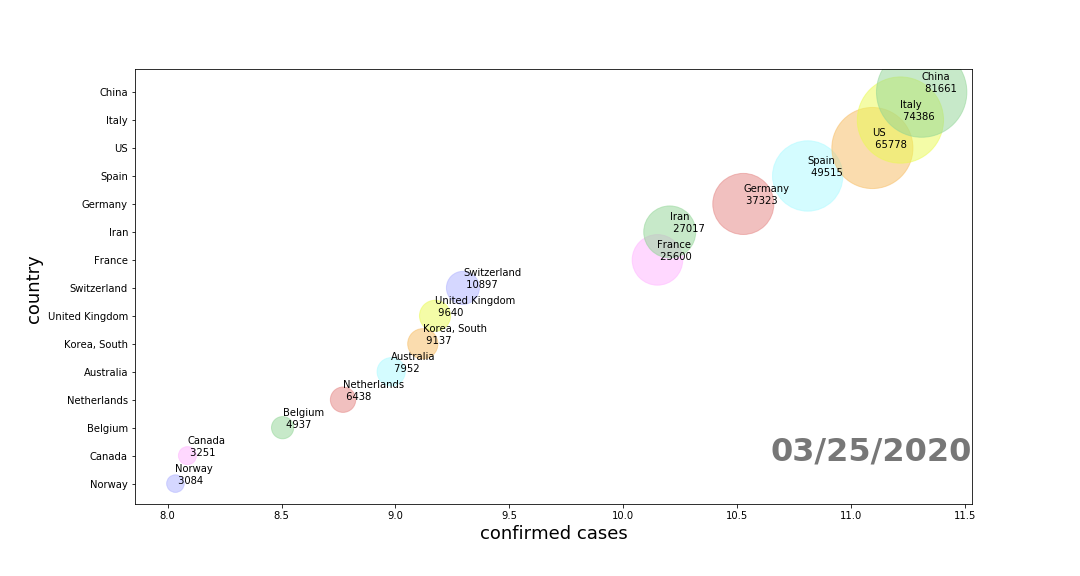 China
Italy
US
Spain
Germany
Iran
France
Switzerland
United Kingdom
Korea, South
Australia
Netherlands
Belgium
Canada
Norway
country
China
81661
Italy
74386
US
65778
Spain
49515
Germany
37323
Iran
27017
France
25600
Switzerland
10897
United Kingdom
9640
Korea, South
9137
Australia
7952
Netherlands
6438
Belgium
4937
Canada
3251
Norway
3084
03/25/2020
8.0 8.5 9.0 9.5 10.0 10.5 11.0 11.5
confirmed cases